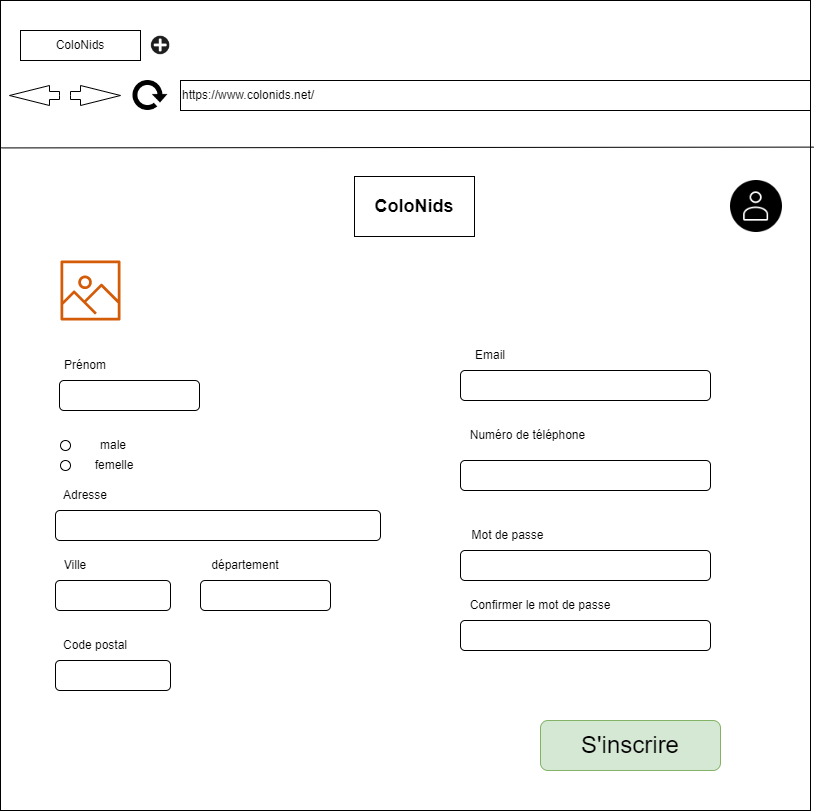 ColoNids
https://www.colonids.net/
ColoNids
Prénom
male
femelle
Adresse
Ville
département
Code postal
Email
Numéro de téléphone
Mot de passe
Confirmer le mot de passe
S'inscrire